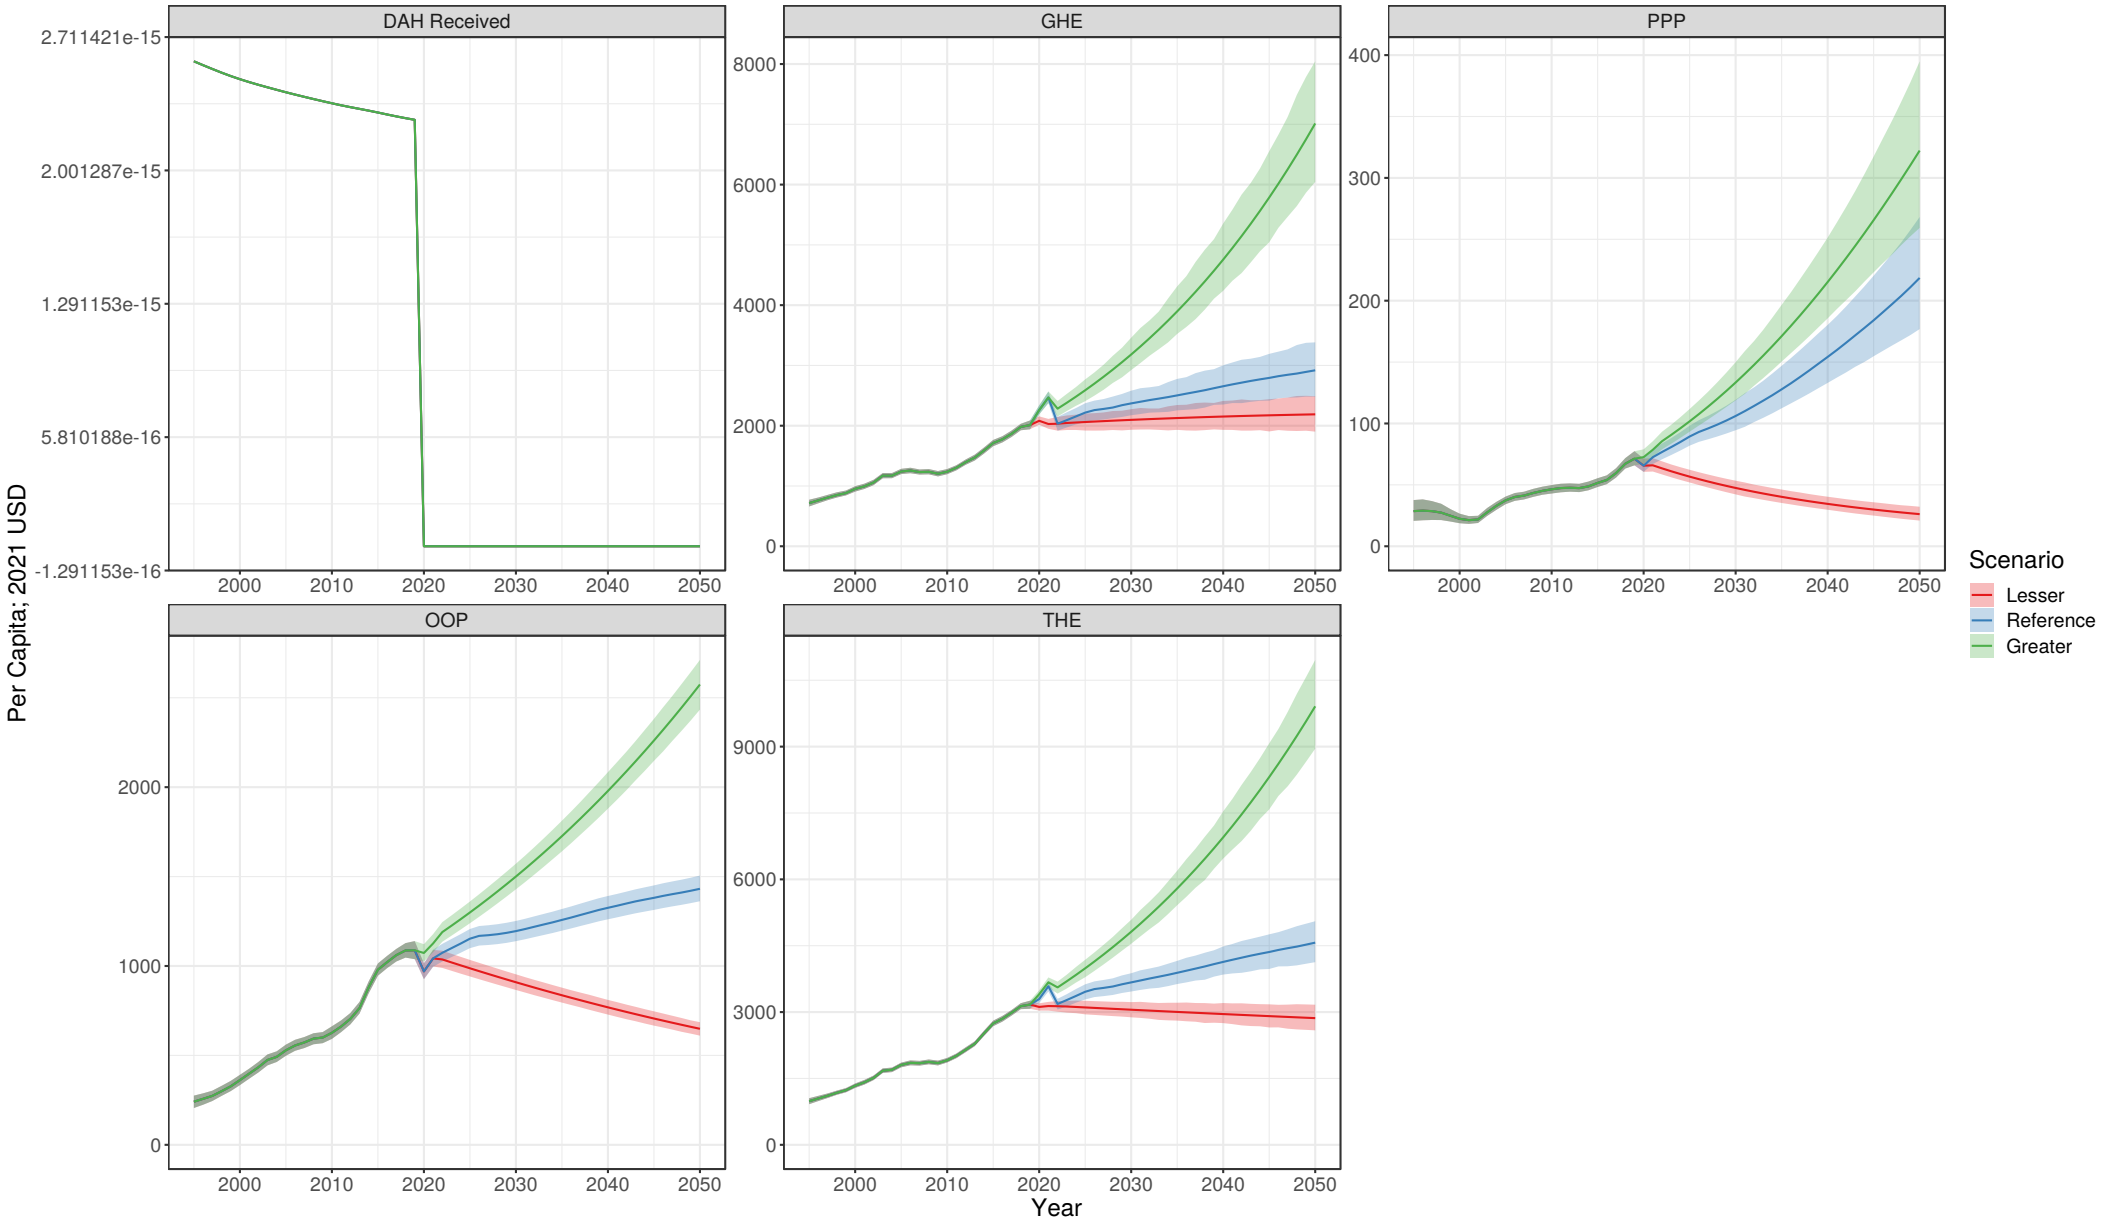 DAH Received
GHE
PPP
2.711421e-15
2.001287e-15
1.291153e-15
5.810188e-16
-1.291153e-16
8000
6000
4000
2000
0
400
300
200
100
0
2000 2010 2020 2030 2040 2050
2000 2010 2020 2030 2040 2050
2000 2010 2020 2030 2040 2050
OOP
THE
2000
1000
0
9000
6000
3000
0
2000 2010 2020 2030 2040 2050
2000 2010 2020 2030 2040 2050
Year
Per Capita; 2021 USD
Scenario
Lesser
Reference
Greater